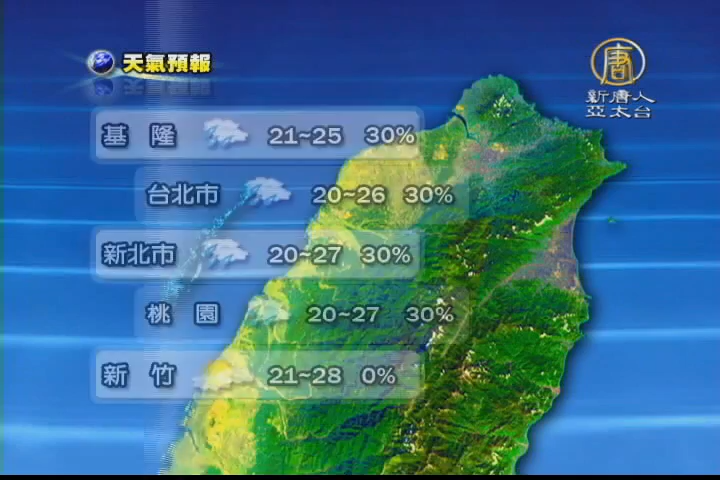 天氣預報
唐
新唐人
亞太台
基隆 21~25 30%
台北市 20~26 30%
新北市 20~27 30%
桃園 20~27 30%
新竹 21~28 0%